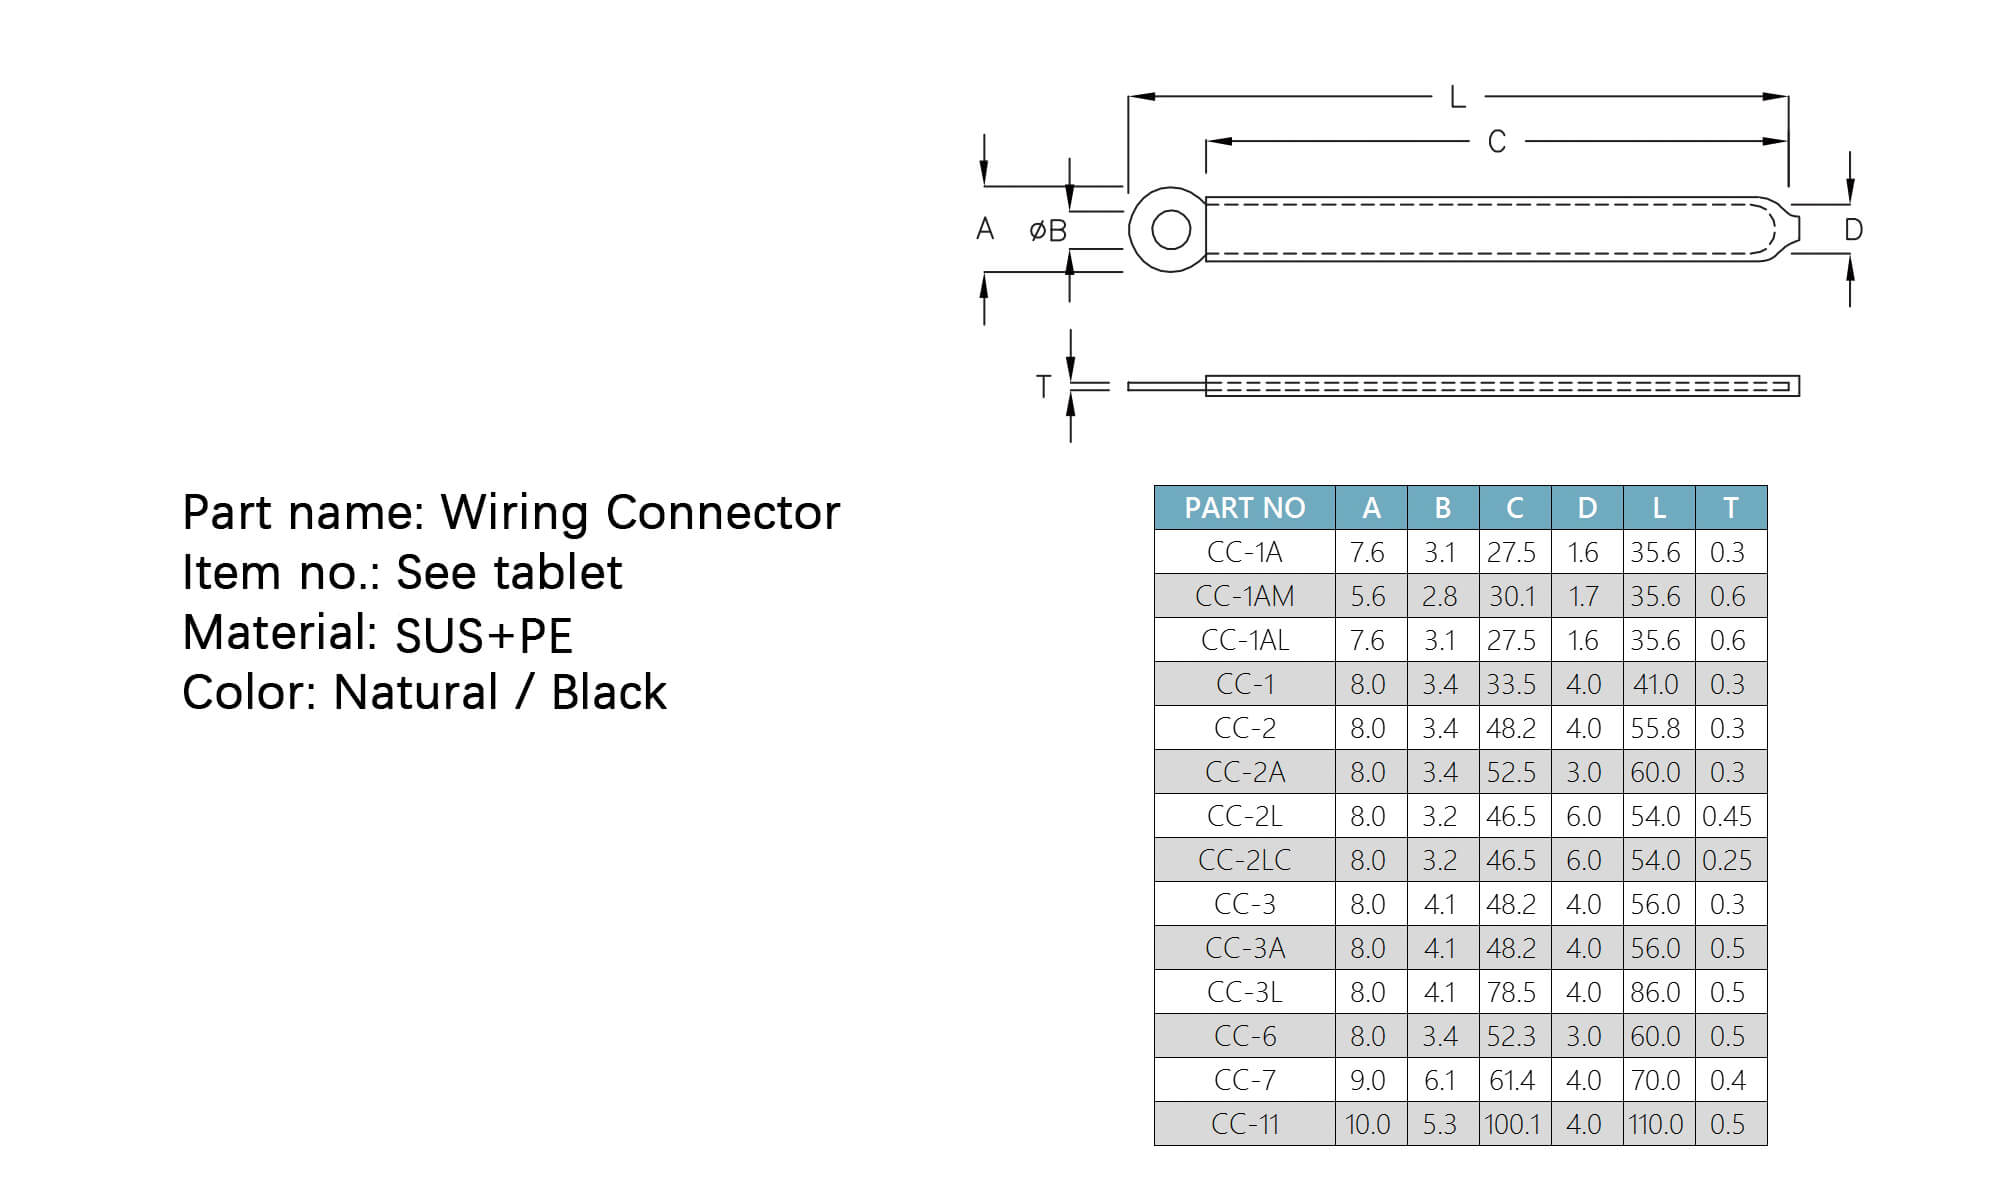 L
C
A
øB
D
T
Part name: Wiring Connector
Item no.: See tablet
Material: SUS+PE
Color: Natural / Black
PART NO A B C D L T
CC-1A 7.6 3.1 27.5 1.6 35.6 0.3
CC-1AM 5.6 2.8 30.1 1.7 35.6 0.6
CC-1AL 7.6 3.1 27.5 1.6 35.6 0.6
CC-1 8.0 3.4 33.5 4.0 41.0 0.3
CC-2 8.0 3.4 48.2 4.0 55.8 0.3
CC-2A 8.0 3.4 52.5 3.0 60.0 0.3
CC-2L 8.0 3.2 46.5 6.0 54.0 0.45
CC-2LC 8.0 3.2 46.5 6.0 54.0 0.25
CC-3 8.0 4.1 48.2 4.0 56.0 0.3
CC-3A 8.0 4.1 48.2 4.0 56.0 0.5
CC-3L 8.0 4.1 78.5 4.0 86.0 0.5
CC-6 8.0 3.4 52.3 3.0 60.0 0.5
CC-7 9.0 6.1 61.4 4.0 70.0 0.4
CC-11 10.0 5.3 100.1 4.0 110.0 0.5